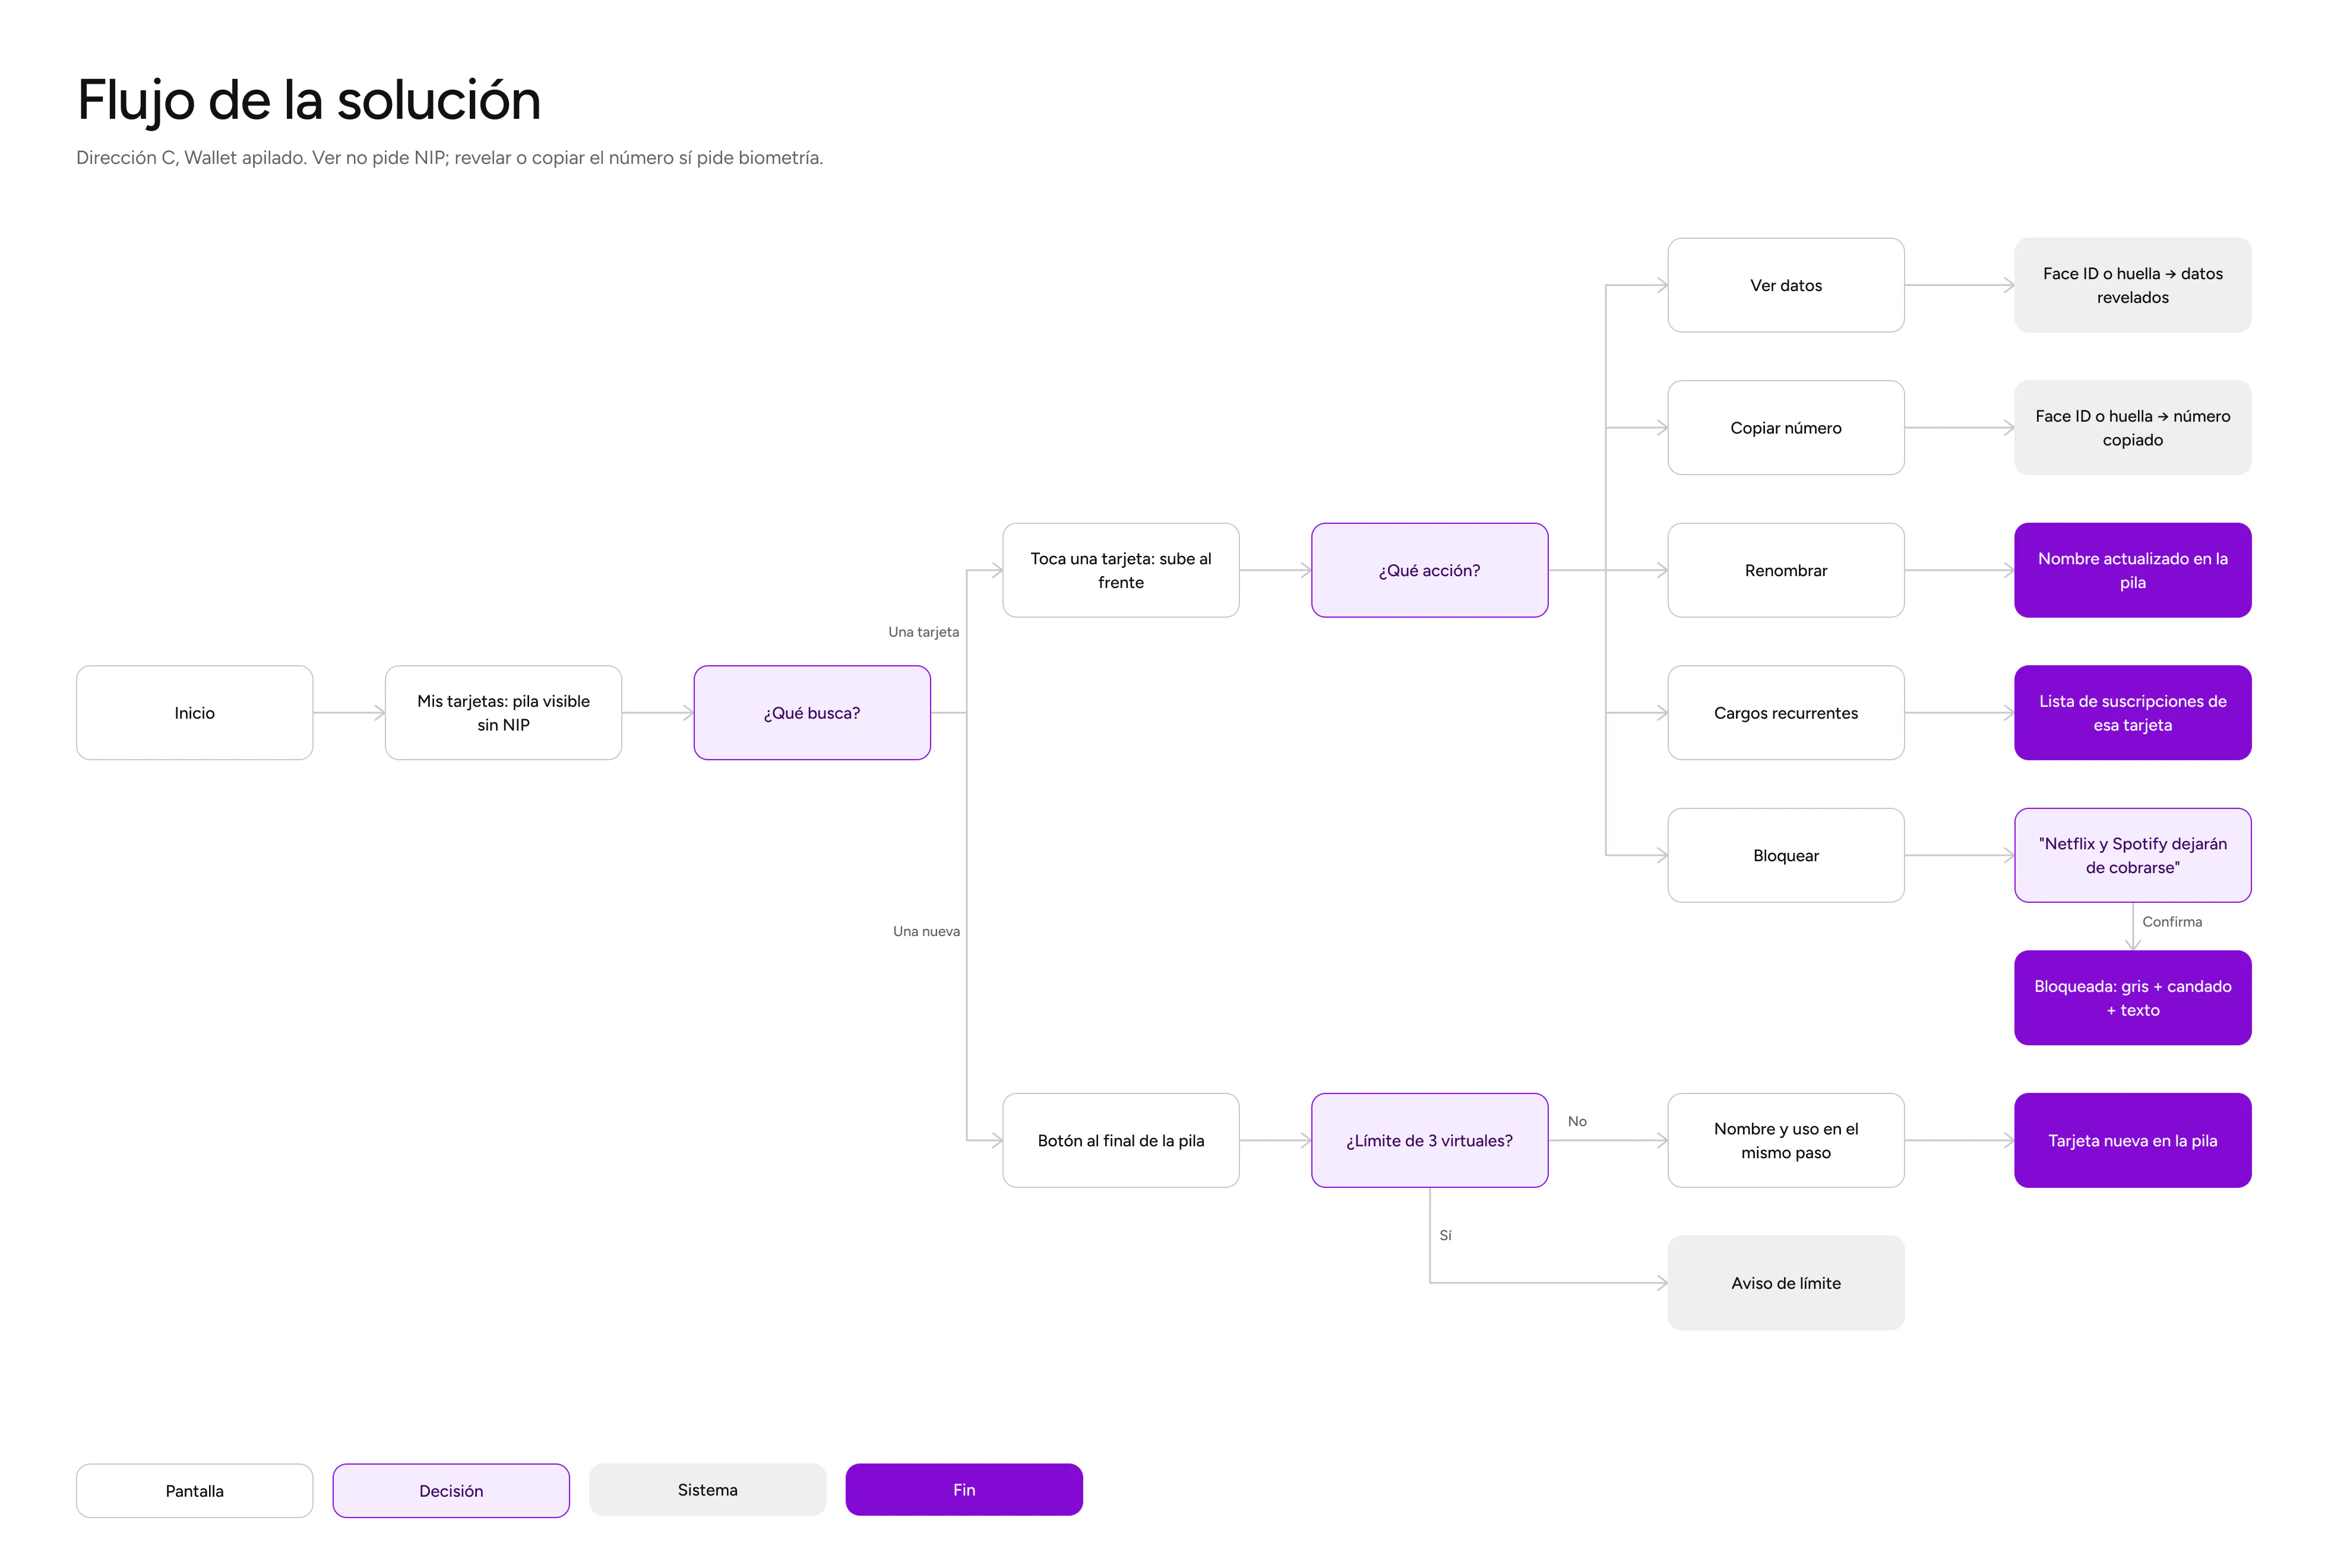 Flujo de la solución
Dirección C, Wallet apilado. Ver no pide NIP; revelar o copiar el número sí pide biometría.
Ver datos
Face ID o huella → datos
revelados
Copiar número
Face ID o huella → número
copiado
Toca una tarjeta: sube al
frente
¿Qué acción?
Renombrar
Nombre actualizado en la
pila
Una tarjeta
Inicio
Mis tarjetas: pila visible
sin NIP
¿Qué busca?
Cargos recurrentes
Lista de suscripciones de
esa tarjeta
Bloquear
"Netflix y Spotify dejarán
de cobrarse"
Confirma
Una nueva
Bloqueada: gris + candado
+ texto
Botón al final de la pila
¿Límite de 3 virtuales?
No
Nombre y uso en el
mismo paso
Tarjeta nueva en la pila
Sí
Aviso de límite
Pantalla
Decisión
Sistema
Fin